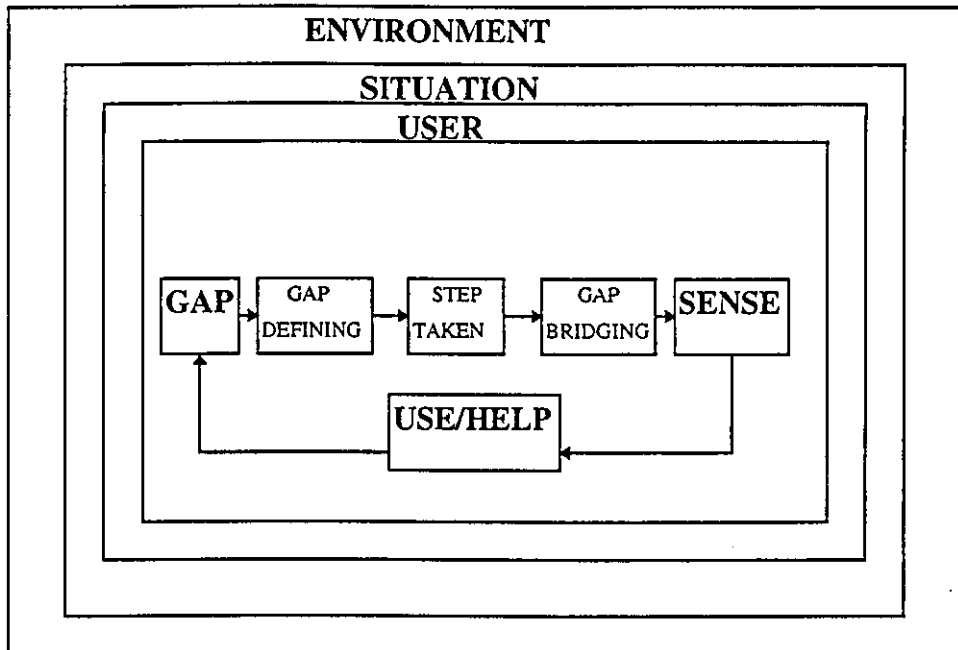 ENVIRONMENT
SITUATION
USER
GAP
GAP
DEFINING
STEP
TAKEN
GAP
BRIDGING
SENSE
USE/HELP